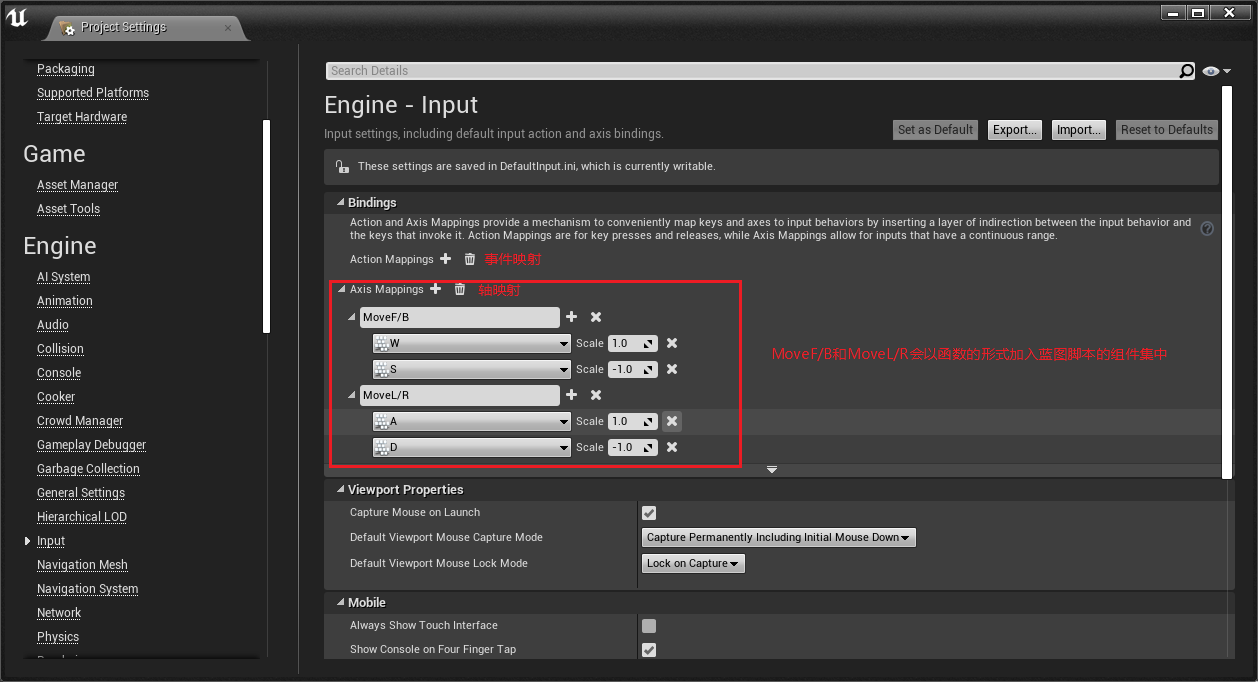 Project Settings
Packaging
Supported Platforms
Target Hardware
Game
Asset Manager
Asset Tools
Engine
AI System
Animation
Audio
Collision
Console
Cooker
Crowd Manager
Gameplay Debugger
Garbage Collection
General Settings
Hierarchical LOD
Input
Navigation Mesh
Navigation System
Network
Physics
Search Details
Engine - Input
Input settings, including default input action and axis bindings.
Set as Default
Export...
Import...
Reset to Defaults
These settings are saved in DefaultInput.ini, which is currently writable.
Bindings
Action and Axis Mappings provide a mechanism to conveniently map keys and axes to input behaviors by inserting a layer of indirection between the input behavior and
the keys that invoke it. Action Mappings are for key presses and releases, while Axis Mappings allow for inputs that have a continuous range.
Action Mappings 事件映射
Axis Mappings 轴映射
MoveF/B
W Scale 1.0
S Scale -1.0
MoveL/R
A Scale 1.0
D Scale -1.0
MoveF/B和MoveL/R会以函数的形式加入蓝图脚本的组件集中
Viewport Properties
Capture Mouse on Launch
Default Viewport Mouse Capture Mode Capture Permanently Including Initial Mouse Down
Default Viewport Mouse Lock Mode Lock on Capture
Mobile
Always Show Touch Interface
Show Console on Four Finger Tap